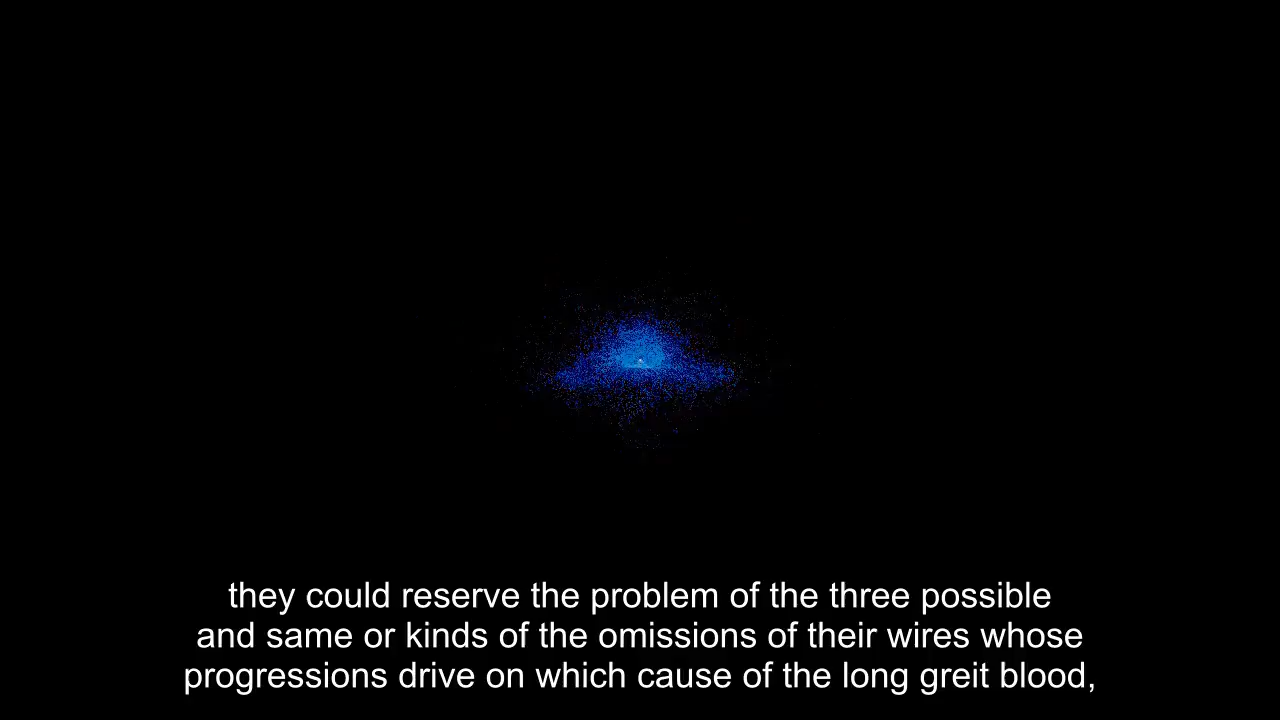 they could reserve the problem of the three possible
and same or kinds of the omissions of their wires whose
progressions drive on which cause of the long greit blood,